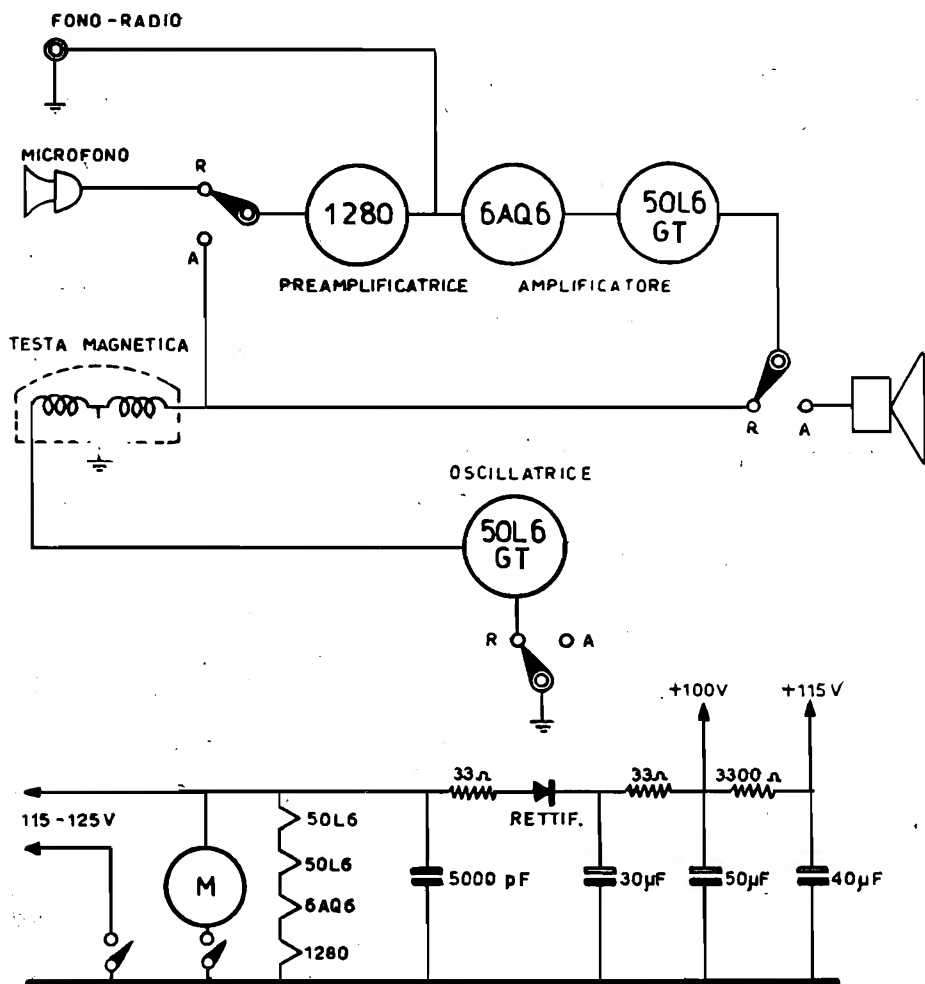 FONO-RADIO
MICROFONO
R
A
1280
6AQ6
50L6
GT
PREAMPLIFICATRICE
AMPLIFICATORE
TESTA MAGNETICA
R
A
OSCILLATRICE
50L6
GT
R
A
+100V
+115V
33Ω
33Ω
3300Ω
RETTIF.
115-125V
M
50L6
50L6
6AQ6
1280
5000 pF
30µF
50µF
40µF